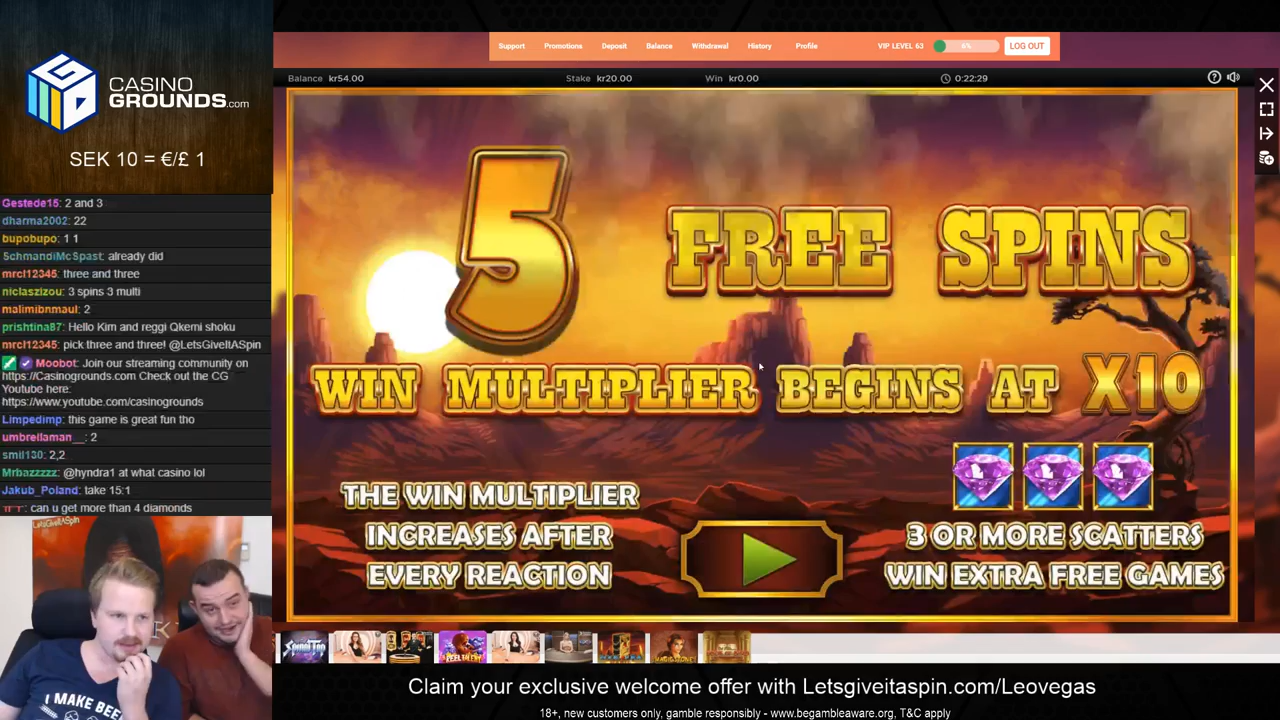 CASINO
GROUNDS.com
SEK 10 = €/£ 1
Gestede15: 2 and 3
dharma2002: 22
bupobupo: 1 1
SchmandiMcSpast: already did
mrcl12345: three and three
niclaszizou: 3 spins 3 multi
malimibnmaul: 2
prishtina87: Hello Kim and reggi Qkemi shoku
mrcl12345: pick three and three! @LetsGiveItASpin
Moobot: Join our streaming community on
https://Casinogrounds.com Check out the CG
Youtube here:
https://www.youtube.com/casinogrounds
Limpedimp: this game is great fun tho
umbrellaman__: 2
smil130: 2,2
Mrbazzzzz: @hyndra1 at what casino lol
Jakub_Poland: take 15:1
can u get more than 4 diamonds
LetsGiveItASpin
I MAKE BEE
Support Promotions Deposit Balance Withdrawal History Profile VIP LEVEL 63 6% LOG OUT
Balance kr54.00 Stake kr20.00 Win kr0.00 0:22:29
5 FREE SPINS
WIN MULTIPLIER BEGINS AT X10
THE WIN MULTIPLIER
INCREASES AFTER
EVERY REACTION
3 OR MORE SCATTERS
WIN EXTRA FREE GAMES
Claim your exclusive welcome offer with Letsgiveitaspin.com/Leovegas
18+, new customers only, gamble responsibly - www.begambleaware.org, T&C apply